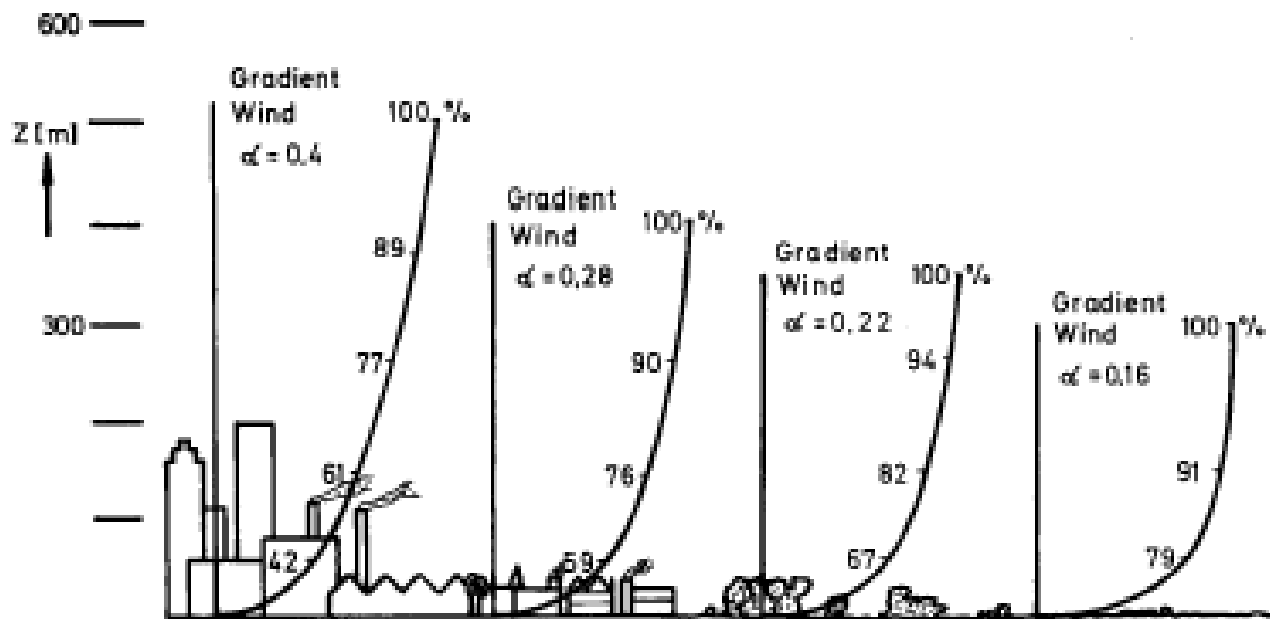 600
Z [m]
300
Gradient
Wind
α = 0,4
100 %
89
77
61
42
Gradient
Wind
α = 0,28
100 %
90
76
59
Gradient
Wind
α = 0,22
100 %
94
82
67
Gradient
Wind
α = 0,16
100 %
91
79